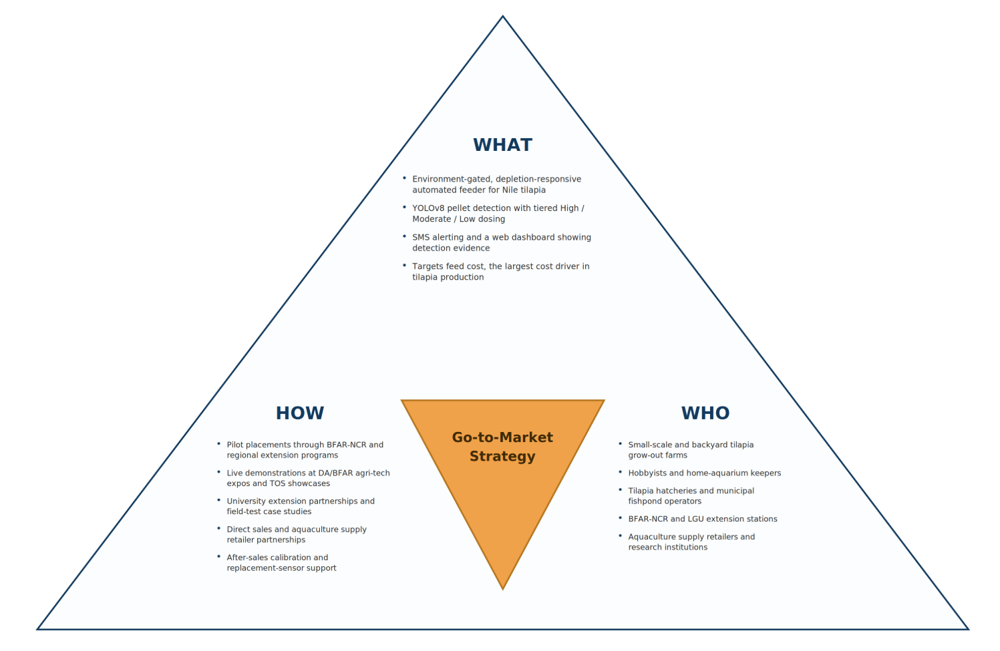 WHAT
• Environment-gated, depletion-responsive
automated feeder for Nile tilapia
• YOLOv8 pellet detection with tiered High /
Moderate / Low dosing
• SMS alerting and a web dashboard showing
detection evidence
• Targets feed cost, the largest cost driver in
tilapia production
HOW
• Pilot placements through BFAR-NCR and
regional extension programs
• Live demonstrations at DA/BFAR agri-tech
expos and TOS showcases
• University extension partnerships and
field-test case studies
• Direct sales and aquaculture supply
retailer partnerships
• After-sales calibration and
replacement-sensor support
Go-to-Market
Strategy
WHO
• Small-scale and backyard tilapia
grow-out farms
• Hobbyists and home-aquarium keepers
• Tilapia hatcheries and municipal
fishpond operators
• BFAR-NCR and LGU extension stations
• Aquaculture supply retailers and
research institutions